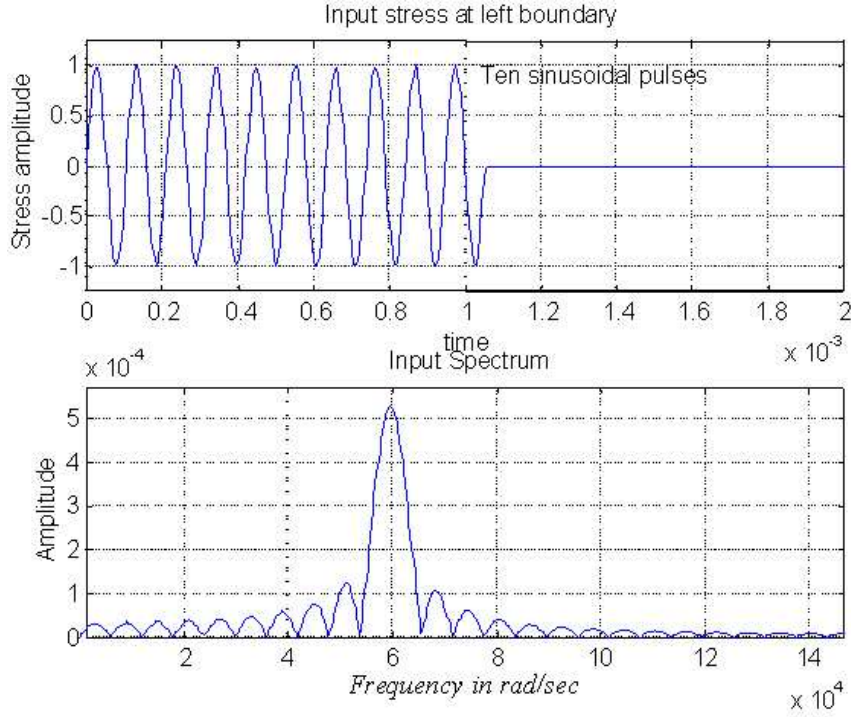 Input stress at left boundary
Stress amplitude
1
0.5
0
-0.5
-1
Ten sinusoidal pulses
0 0.2 0.4 0.6 0.8 1 1.2 1.4 1.6 1.8 2
time
x 10-3
x 10-4
Input Spectrum
Amplitude
5
4
3
2
1
0
2 4 6 8 10 12 14
Frequency in rad/sec
x 10 4